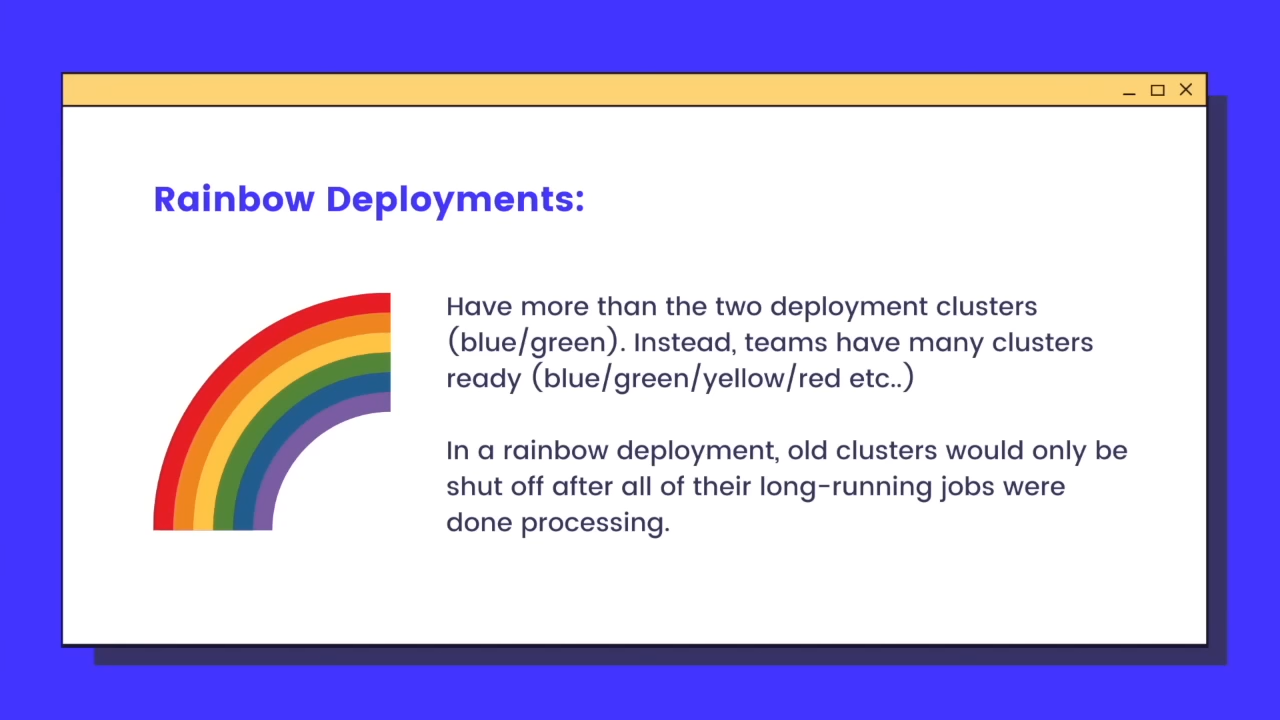 Rainbow Deployments:
Have more than the two deployment clusters
(blue/green). Instead, teams have many clusters
ready (blue/green/yellow/red etc..)
In a rainbow deployment, old clusters would only be
shut off after all of their long-running jobs were
done processing.